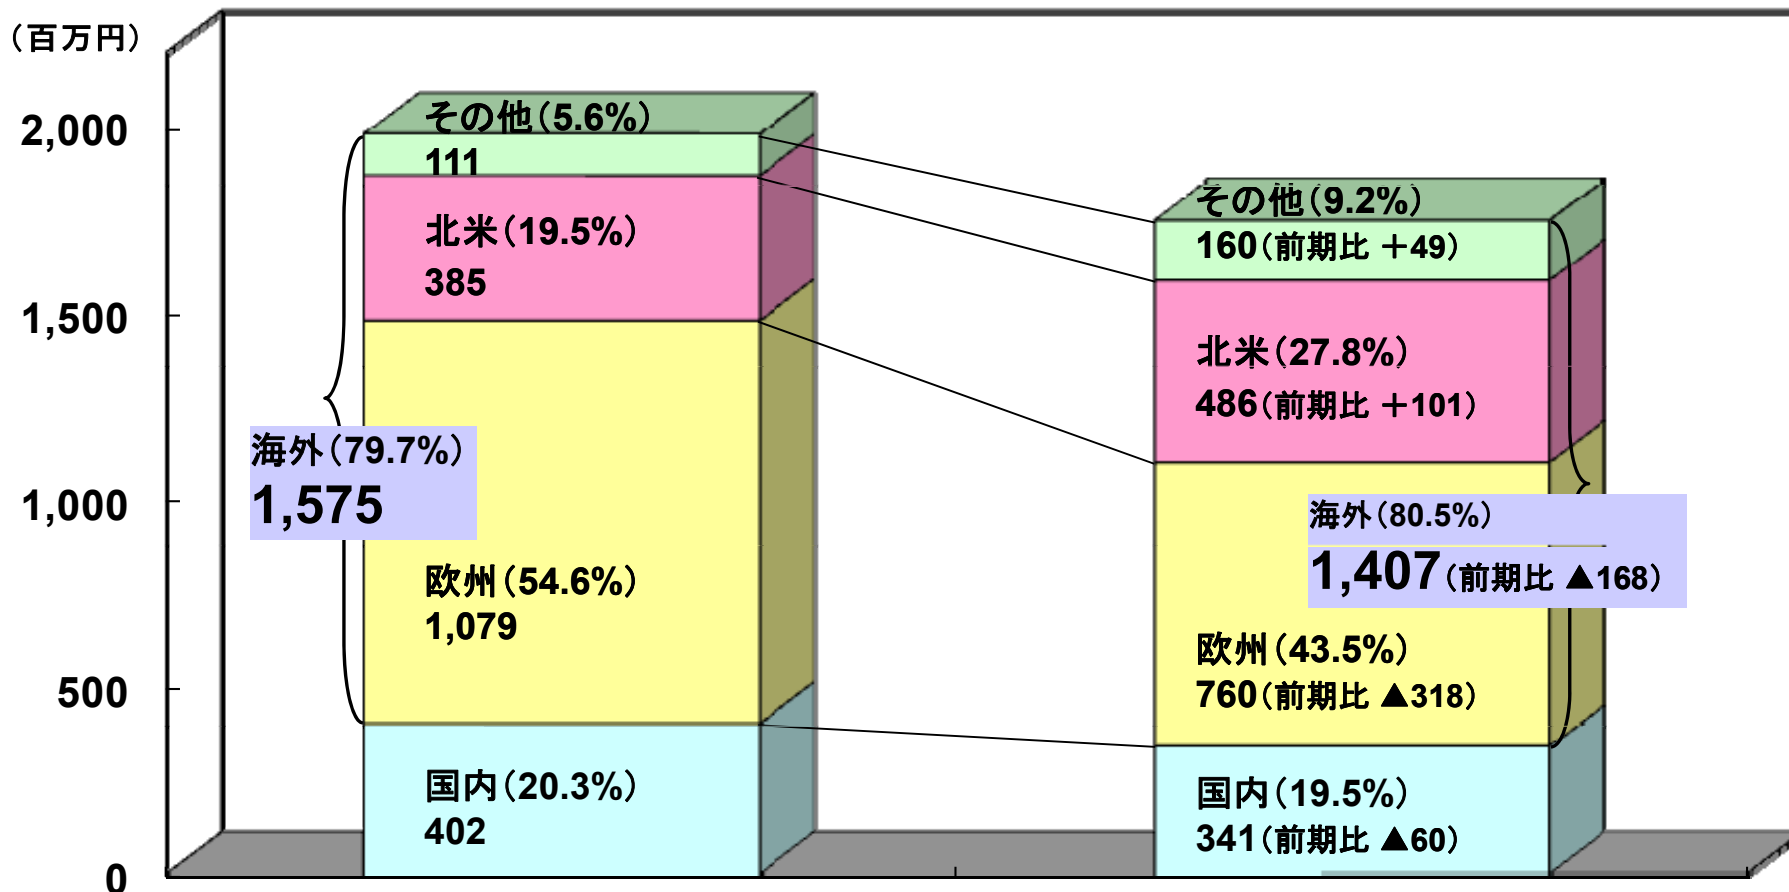 (百万円)
2,000
1,500
1,000
500
0
その他(5.6%)
111
北米(19.5%)
385
海外(79.7%)
1,575
欧州(54.6%)
1,079
国内(20.3%)
402
その他(9.2%)
160(前期比 +49)
北米(27.8%)
486(前期比 +101)
海外(80.5%)
1,407(前期比 ▲168)
欧州(43.5%)
760(前期比 ▲318)
国内(19.5%)
341(前期比 ▲60)